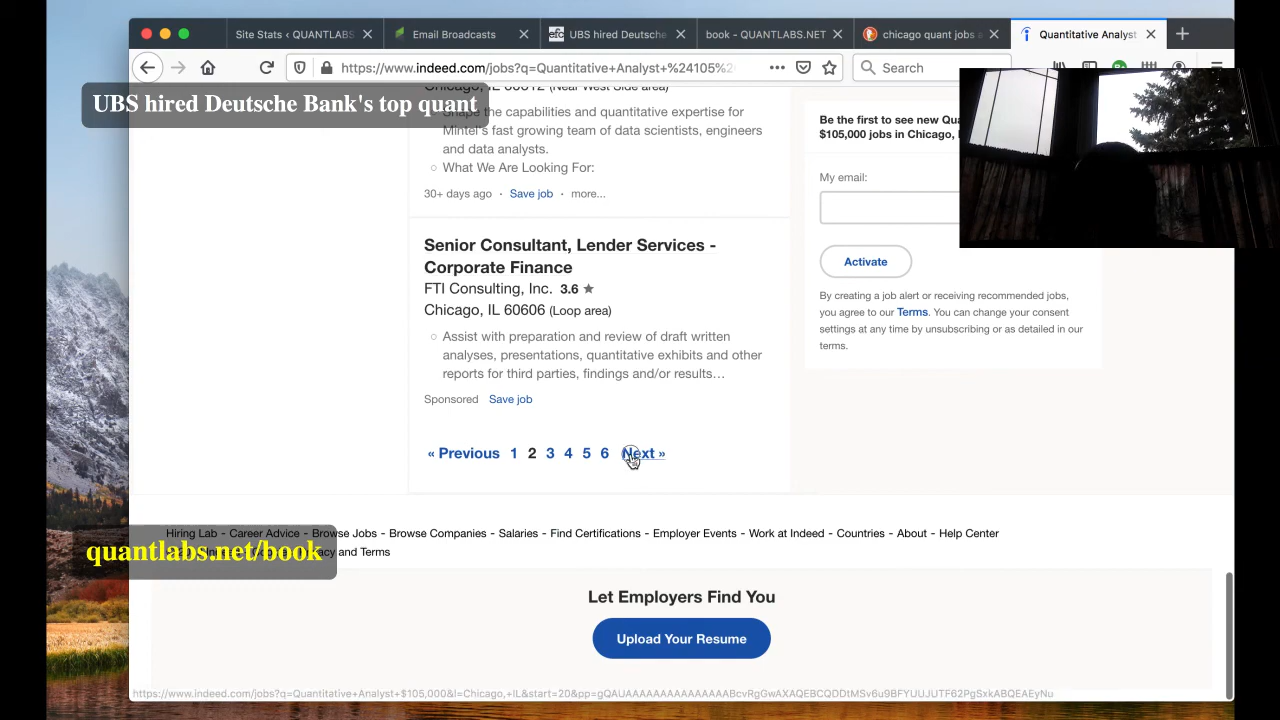 Site Stats ‹ QUANTLABS
Email Broadcasts
efc UBS hired Deutsche
book - QUANTLABS.NET
chicago quant jobs a
Quantitative Analyst
https://www.indeed.com/jobs?q=Quantitative+Analyst+%24105%2c
Search
UBS hired Deutsche Bank's top quant
(Near West Side area)
Shape the capabilities and quantitative expertise for
Mintel's fast growing team of data scientists, engineers
and data analysts.
What We Are Looking For:
30+ days ago · Save job · more...
Senior Consultant, Lender Services -
Corporate Finance
FTI Consulting, Inc. 3.6 ★
Chicago, IL 60606 (Loop area)
Assist with preparation and review of draft written
analyses, presentations, quantitative exhibits and other
reports for third parties, findings and/or results…
Sponsored Save job
« Previous 1 2 3 4 5 6 Next »
Be the first to see new
$105,000 jobs in Chicago,
My email:
Activate
By creating a job alert or receiving recommended jobs,
you agree to our Terms. You can change your consent
settings at any time by unsubscribing or as detailed in our
terms.
Hiring Lab - Career Advice - Browse Jobs - Browse Companies - Salaries - Find Certifications - Employer Events - Work at Indeed - Countries - About - Help Center
and Terms
quantlabs.net/book
Let Employers Find You
Upload Your Resume